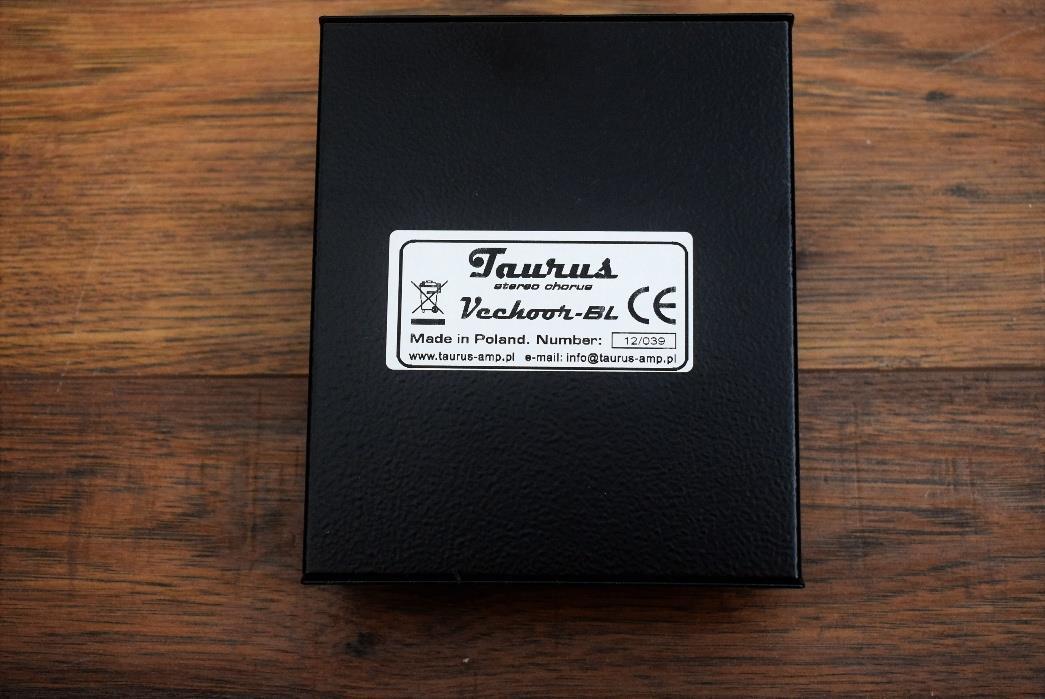 Taurus
stereo chorus
Vechoor-BL
CE
Made in Poland. Number: 12/039
www.taurus-amp.pl e-mail: info@taurus-amp.pl